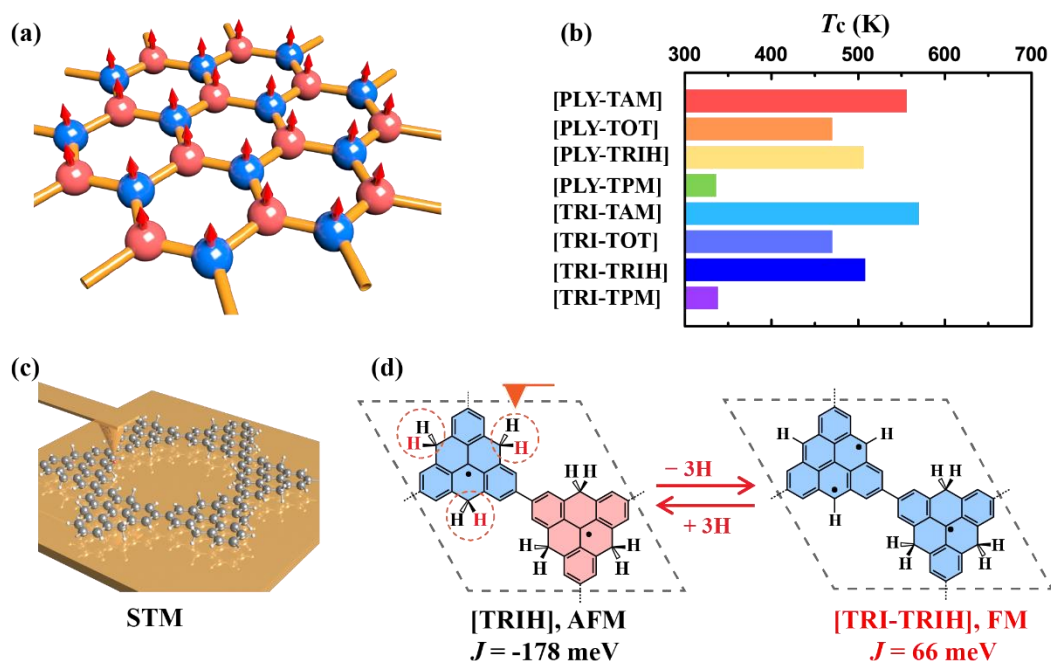 (a)
(b)
Tc (K)
300 400 500 600 700
[PLY-TAM]
[PLY-TOT]
[PLY-TRIH]
[PLY-TPM]
[TRI-TAM]
[TRI-TOT]
[TRI-TRIH]
[TRI-TPM]
(c)
STM
(d)
H H H H
H H
H H
H H
H H
[TRIH], AFM
J = -178 meV
− 3H
+ 3H
H H
H
H H
H H
H H
[TRI-TRIH], FM
J = 66 meV